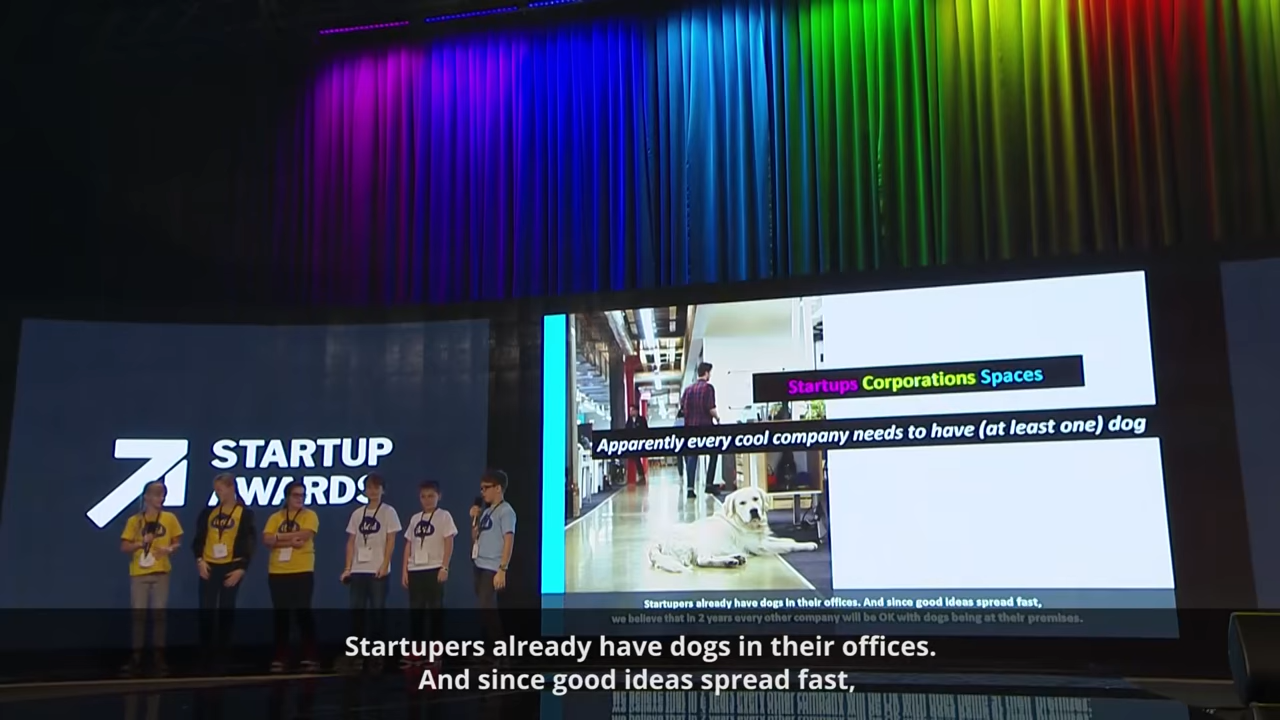 STARTUP
AWARDS
Startups Corporations Spaces
Apparently every cool company needs to have (at least one) dog
Startupers already have dogs in their offices. And since good ideas spread fast,
we believe that in 2 years every other company will be OK with dogs being at their premises.
Startupers already have dogs in their offices.
And since good ideas spread fast,